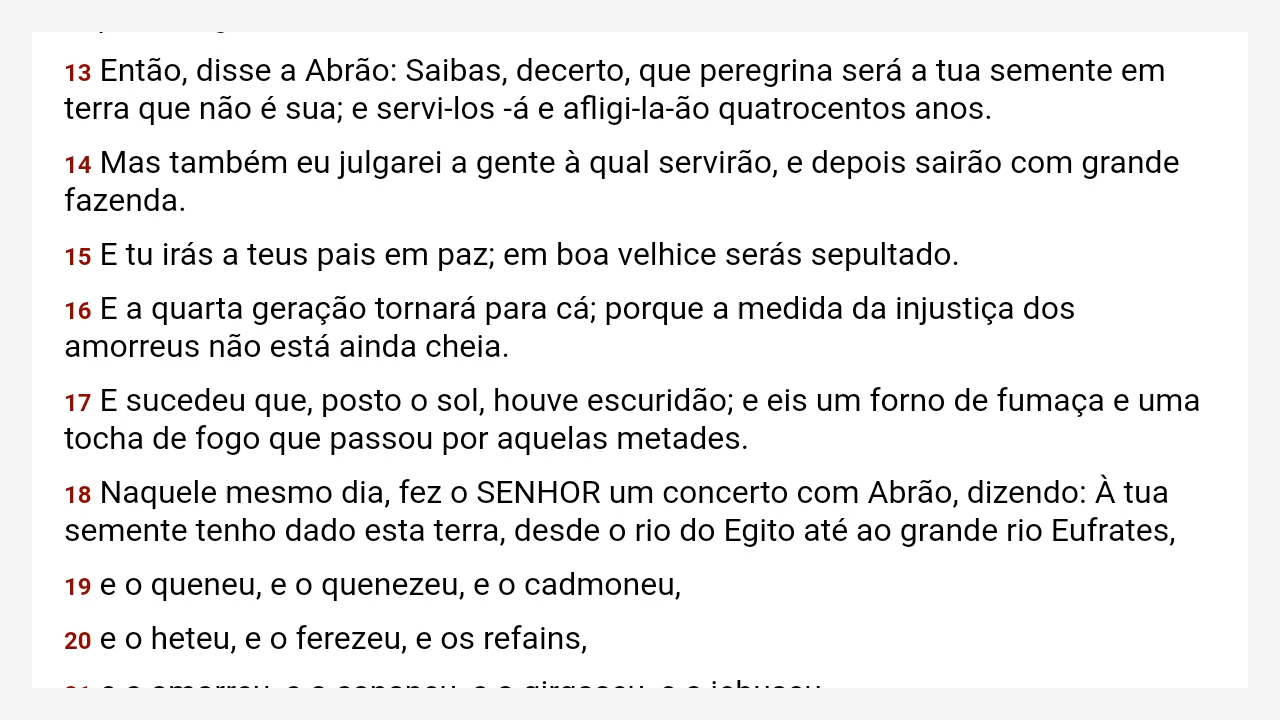 13 Então, disse a Abrão: Saibas, decerto, que peregrina será a tua semente em
terra que não é sua; e servi-los -á e afligi-la-ão quatrocentos anos.
14 Mas também eu julgarei a gente à qual servirão, e depois sairão com grande
fazenda.
15 E tu irás a teus pais em paz; em boa velhice serás sepultado.
16 E a quarta geração tornará para cá; porque a medida da injustiça dos
amorreus não está ainda cheia.
17 E sucedeu que, posto o sol, houve escuridão; e eis um forno de fumaça e uma
tocha de fogo que passou por aquelas metades.
18 Naquele mesmo dia, fez o SENHOR um concerto com Abrão, dizendo: À tua
semente tenho dado esta terra, desde o rio do Egito até ao grande rio Eufrates,
19 e o queneu, e o quenezeu, e o cadmoneu,
20 e o heteu, e o ferezeu, e os refains,
21 e o amorreu, e o cananeu, e o girgaseu, e o jebuseu.